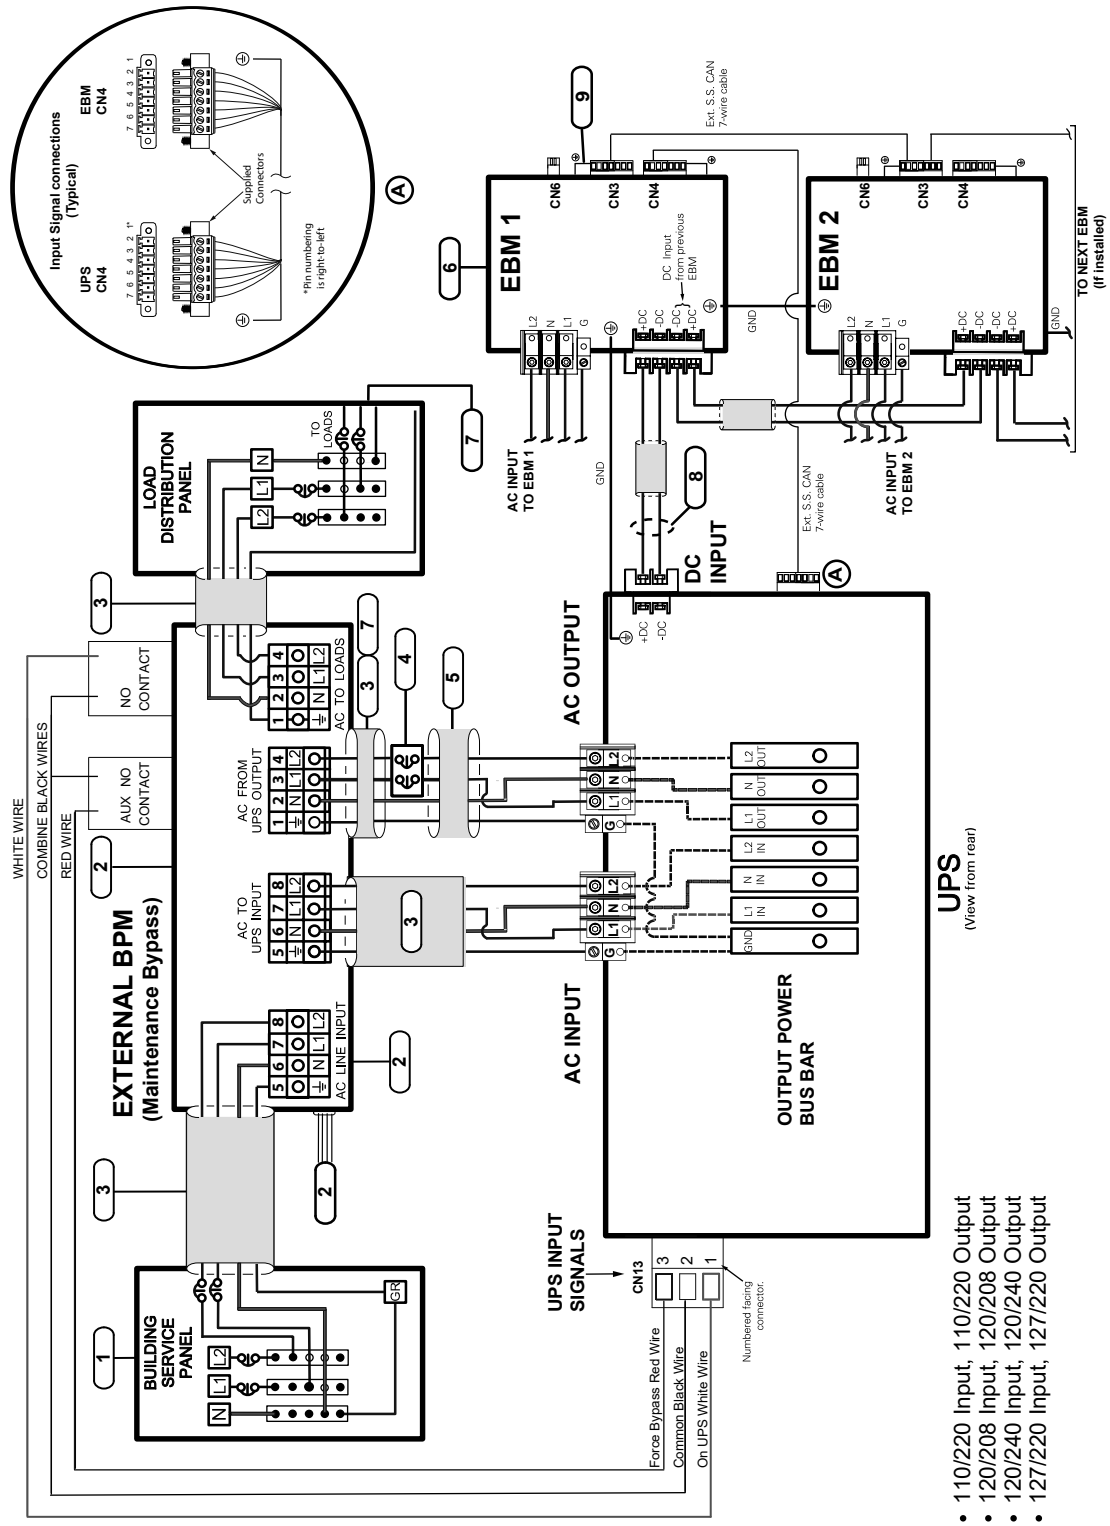 WHITE WIRE
COMBINE BLACK WIRES
RED WIRE
1
BUILDING
SERVICE
PANEL
N
L1
L2
GR
3
2
EXTERNAL BPM
(Maintenance Bypass)
2
AUX NO
CONTACT
NO
CONTACT
3
LOAD
DISTRIBUTION
PANEL
L2
L1
N
TO
LOADS
7
5 6 7 8
N L1 L2
AC LINE INPUT
2
AC TO
UPS INPUT
5 6 7 8
N L1 L2
3
AC FROM
UPS OUTPUT
1 2 3 4
N L1 L2
1 2 3 4
N L1 L2
AC TO LOADS
3
7
4
5
Input Signal connections
(Typical)
UPS
CN4
EBM
CN4
7 6 5 4 3 2 1*
7 6 5 4 3 2 1
Supplied
Connectors
*Pin numbering
is right-to-left
A
UPS INPUT
SIGNALS
CN13
3
2
1
Force Bypass Red Wire
Common Black Wire
On UPS White Wire
Numbered facing
connector.
AC INPUT
G L1 N L2
AC OUTPUT
G L1 N L2
GND
L1
IN
N
IN
L2
IN
L1
OUT
N
OUT
L2
OUT
OUTPUT POWER
BUS BAR
UPS
(View from rear)
DC
INPUT
+DC
-DC
8
GND
A
Ext. S.S. CAN
7-wire cable
6
EBM 1
AC INPUT
TO EBM 1
L2
N
L1
G
+DC
-DC
-DC
+DC
DC Input
from previous
EBM
CN6
CN3
CN4
9
Ext. S.S. CAN
7-wire cable
GND
EBM 2
AC INPUT
TO EBM 2
L2
N
L1
G
+DC
-DC
-DC
+DC
CN6
CN3
CN4
GND
TO NEXT EBM
(If installed)
• 110/220 Input, 110/220 Output
• 120/208 Input, 120/208 Output
• 120/240 Input, 120/240 Output
• 127/220 Input, 127/220 Output